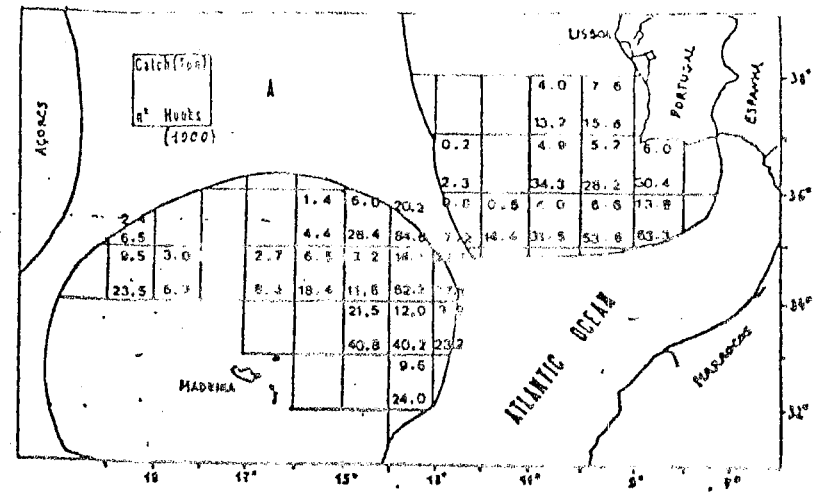 LISBOA
Catch (Ton)
A
nº Hooks
(1000)
AÇORES
PORTUGAL
ESPANHA
38°
4.0 7.6
13.2 15.6
0.2 4.9 5.2 6.0
2.3 34.3 28.2 30.4
36°
1.4 6.0 20.2 0.5 6.0 6.6 13.8
6.5 4.4 28.4 84.8 14.4 31.5 53.6 63.3
9.5 3.0 2.7 6.5
23.5 18.4 11.6
34°
21.5 12.0
40.8 40.2 23.2
9.6
MADEIRA
24.0
ATLANTIC OCEAN
MARROCOS
32°
17° 15° 13° 11° 9° 7°